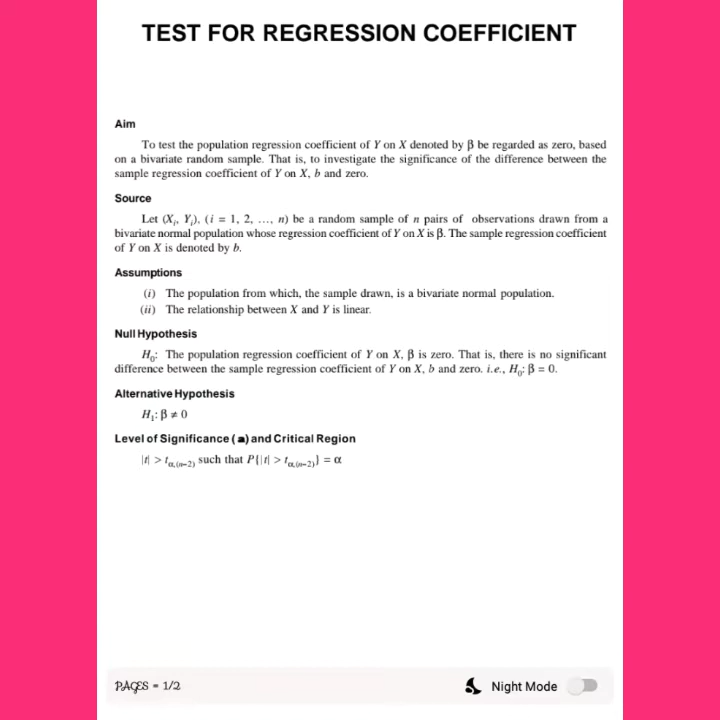 TEST FOR REGRESSION COEFFICIENT
Aim
To test the population regression coefficient of Y on X denoted by β be regarded as zero, based
on a bivariate random sample. That is, to investigate the significance of the difference between the
sample regression coefficient of Y on X, b and zero.
Source
Let (Xᵢ, Yᵢ), (i = 1, 2, …, n) be a random sample of n pairs of observations drawn from a
bivariate normal population whose regression coefficient of Y on X is β. The sample regression coefficient
of Y on X is denoted by b.
Assumptions
(i) The population from which, the sample drawn, is a bivariate normal population.
(ii) The relationship between X and Y is linear.
Null Hypothesis
H₀: The population regression coefficient of Y on X, β is zero. That is, there is no significant
difference between the sample regression coefficient of Y on X, b and zero. i.e., H₀: β = 0.
Alternative Hypothesis
H₁: β ≠ 0
Level of Significance (a) and Critical Region
|t| > t_α,(n–2) such that P{|t| > t_α,(n–2)} = α
PAGES = 1/2
Night Mode